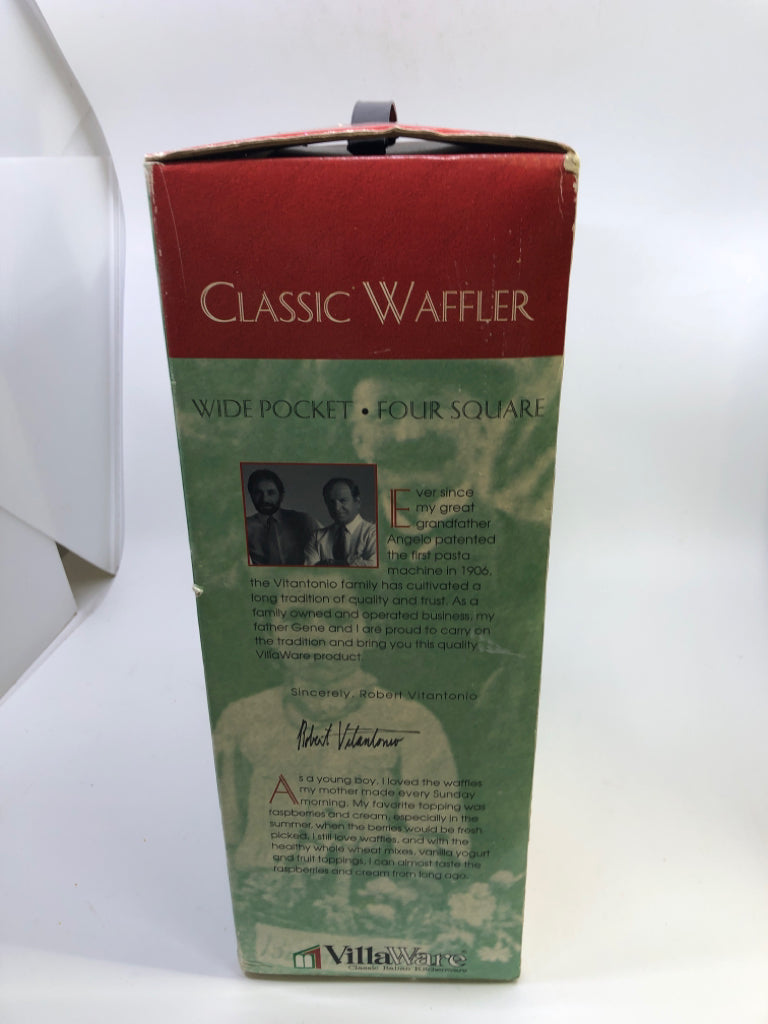 CLASSIC WAFFLER
WIDE POCKET • FOUR SQUARE
Ever since
my great
grandfather
Angelo patented
the first pasta
machine in 1906,
the Vitantonio family has cultivated a
long tradition of quality and trust. As a
family owned and operated business, my
father Gene and I are proud to carry on
the tradition and bring you this quality
VillaWare product.
Sincerely, Robert Vitantonio
Robert Vitantonio
As a young boy, I loved the waffles
my mother made every Sunday
morning. My favorite topping was
raspberries and cream, especially in the
summer, when the berries would be fresh
picked. I still love waffles, and with the
healthy whole wheat mixes, vanilla yogurt
and fruit toppings, I can almost taste the
raspberries and cream from long ago.
VillaWare
Classic Italian Kitchenware